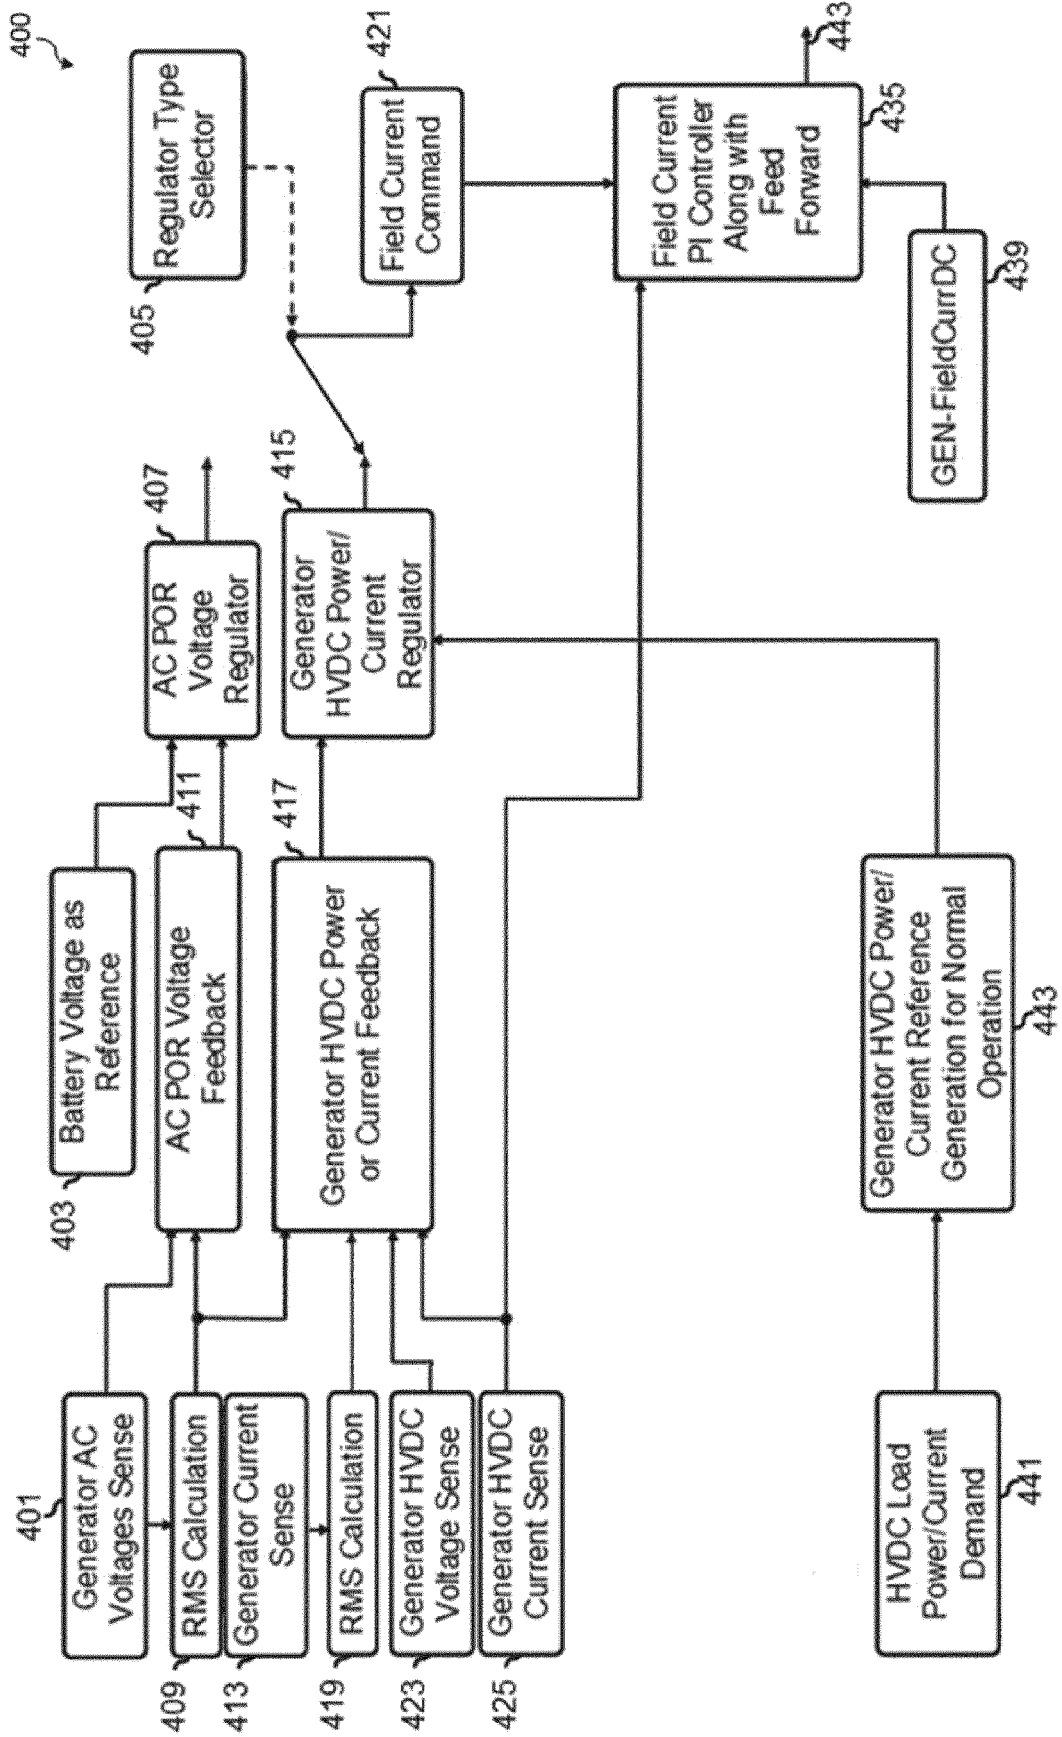 400
Regulator Type
Selector
405
421
Field Current
Command
443
Field Current
PI Controller
Along with
Feed
Forward
435
GEN-FieldCurrDC
439
407
AC POR
Voltage
Regulator
415
Generator
HVDC Power/
Current
Regulator
Battery Voltage as
Reference
403
411
AC POR Voltage
Feedback
417
Generator HVDC Power
or Current Feedback
Generator HVDC Power/
Current Reference
Generation for Normal
Operation
443
401
Generator AC
Voltages Sense
RMS Calculation
409
Generator Current
Sense
413
RMS Calculation
419
Generator HVDC
Voltage Sense
423
Generator HVDC
Current Sense
425
HVDC Load
Power/Current
Demand
441